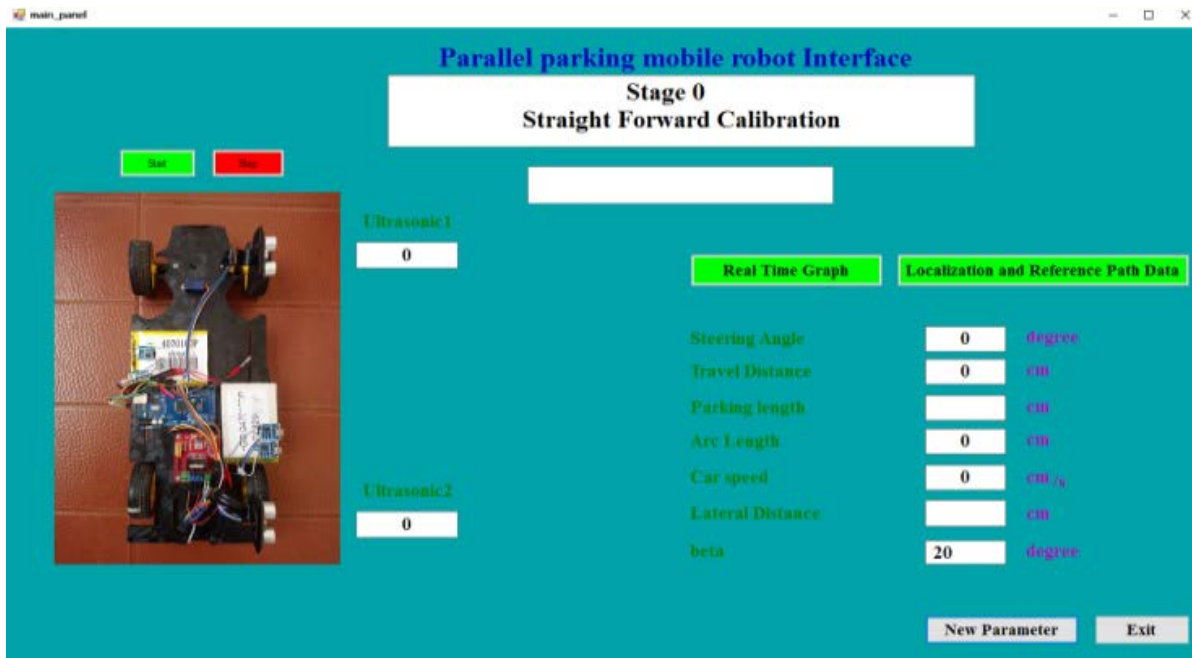 main_panel
Parallel parking mobile robot Interface
Stage 0
Straight Forward Calibration
Start
Stop
Ultrasonic1
0
Real Time Graph
Localization and Reference Path Data
Steering Angle 0 degree
Travel Distance 0 cm
Parking length cm
Arc Length 0 cm
Car speed 0 cm /s
Ultrasonic2
0
Lateral Distance cm
beta 20 degree
New Parameter
Exit